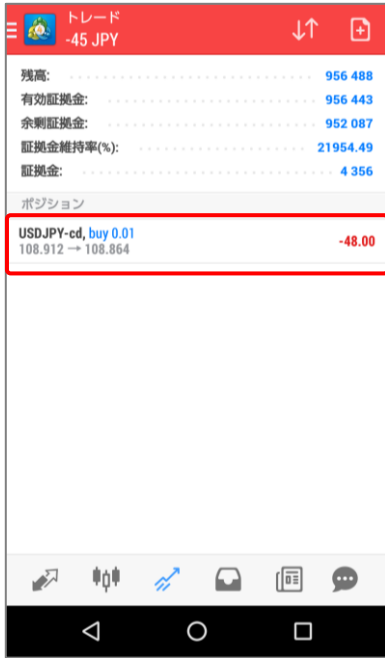 トレード
-45 JPY
残高: 956 488
有効証拠金: 956 443
余剰証拠金: 952 087
証拠金維持率(%): 21954.49
証拠金: 4 356
ポジション
USDJPY-cd, buy 0.01
-48.00
108.912 → 108.864